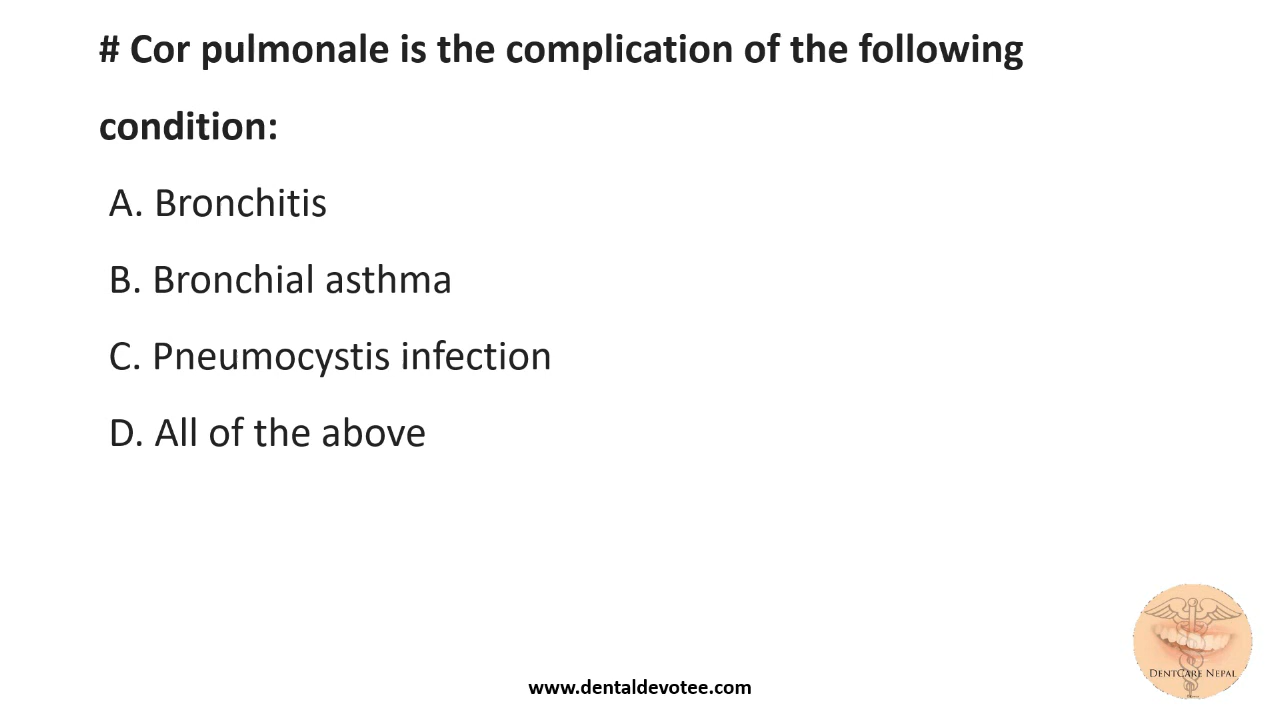 # Cor pulmonale is the complication of the following
condition:
A. Bronchitis
B. Bronchial asthma
C. Pneumocystis infection
D. All of the above
DENTCARE NEPAL
www.dentaldevotee.com